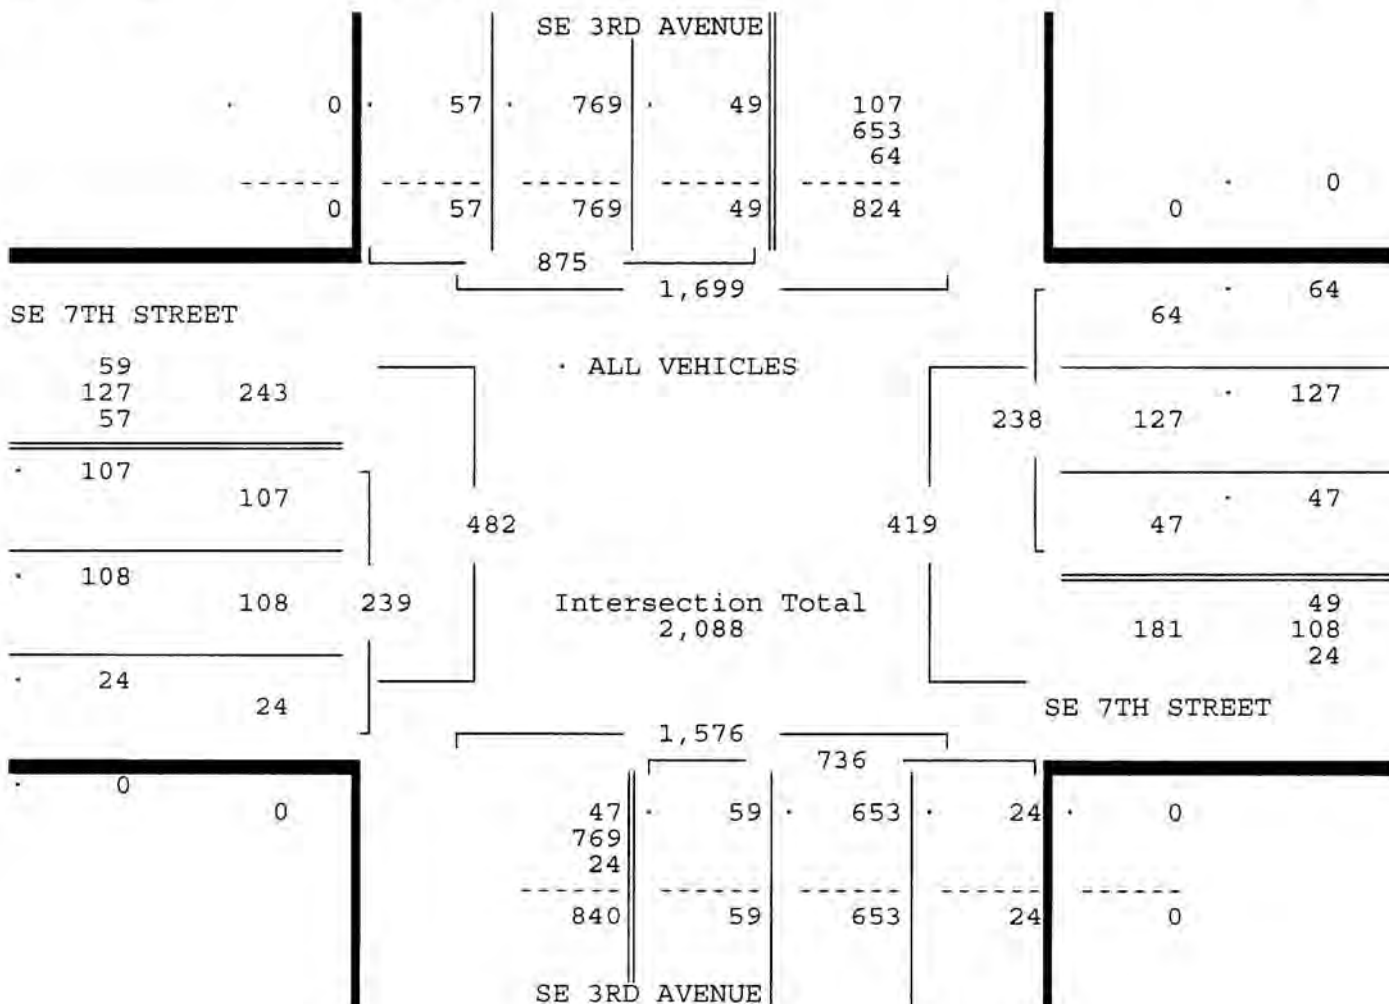 SE 3RD AVENUE
· 0 · 57 · 769 · 49 107
653
64
· 0
0 57 769 49 824 0
875
1,699
· 64
SE 7TH STREET 64
59 · ALL VEHICLES
127 243 · 127
57 238 127
· 107
107 · 47
482 419 47
· 108
108 239 Intersection Total 49
2,088 181 108
24
· 24
24 SE 7TH STREET
1,576
736
· 0
0 47 · 59 · 653 · 24 · 0
769
24
840 59 653 24 0
SE 3RD AVENUE